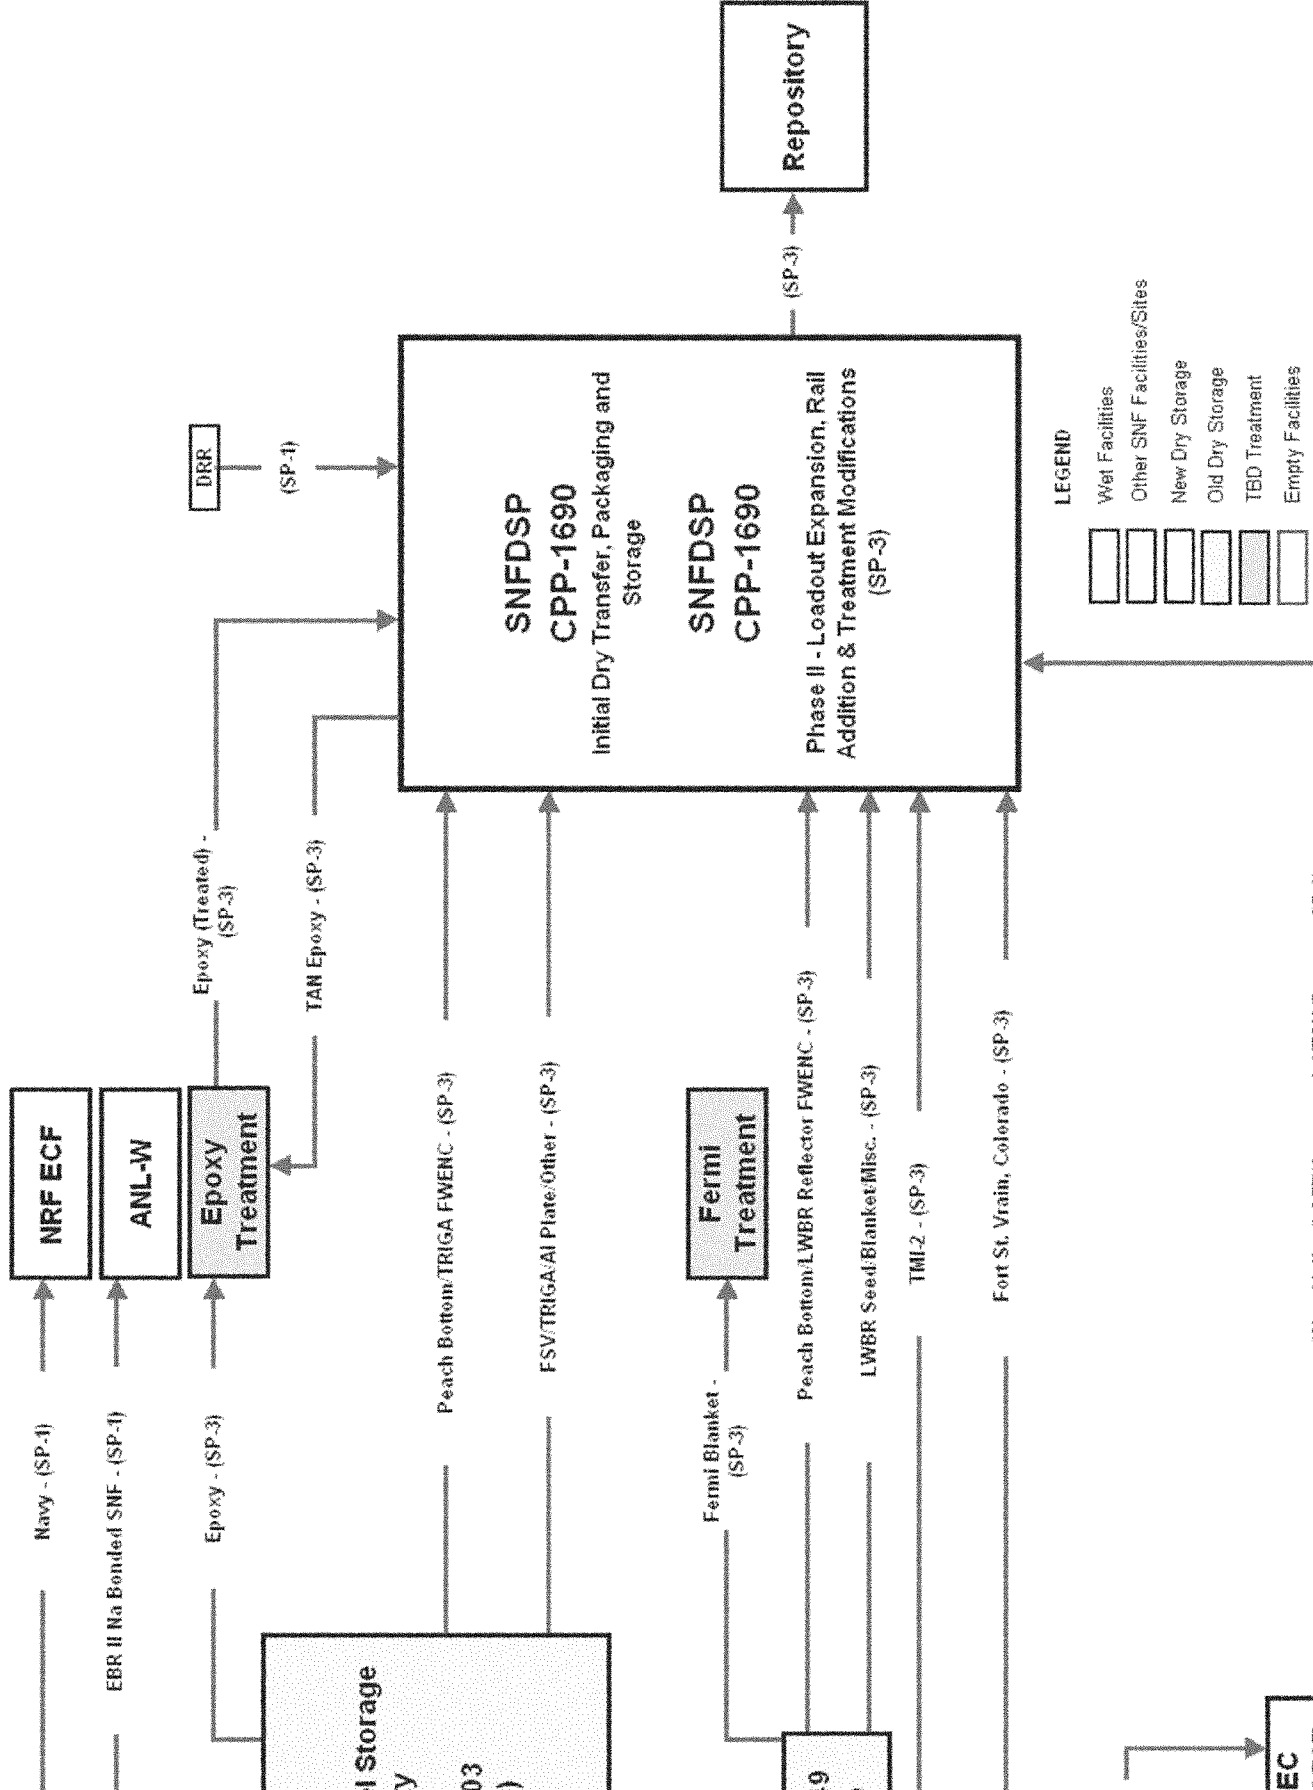 Repository
(SP-3)
DRR
(SP-1)
SNFDSP
CPP-1690
Initial Dry Transfer, Packaging and
Storage
SNFDSP
CPP-1690
Phase II - Loadout Expansion, Rail
Addition & Treatment Modifications
(SP-3)
LEGEND
Wet Facilities
Other SNF Facilities/Sites
New Dry Storage
Old Dry Storage
TBD Treatment
Empty Facilities
Epoxy (Treated) -
(SP-3)
TAN Epoxy - (SP-3)
NRF ECF
ANL-W
Epoxy
Treatment
Navy - (SP-1)
EBR II Na Bonded SNF - (SP-1)
Epoxy - (SP-3)
Peach Bottom/TRIGA FWENC - (SP-3)
FSV/TRIGA/Al Plate/Other - (SP-3)
Fermi
Treatment
Fermi Blanket -
(SP-3)
Peach Bottom/LWBR Reflector FWENC - (SP-3)
LWBR Seed/Blanket/Misc. - (SP-3)
TMI-2 - (SP-3)
Fort St. Vrain, Colorado - (SP-3)
l Storage
y
03
)
19
EC